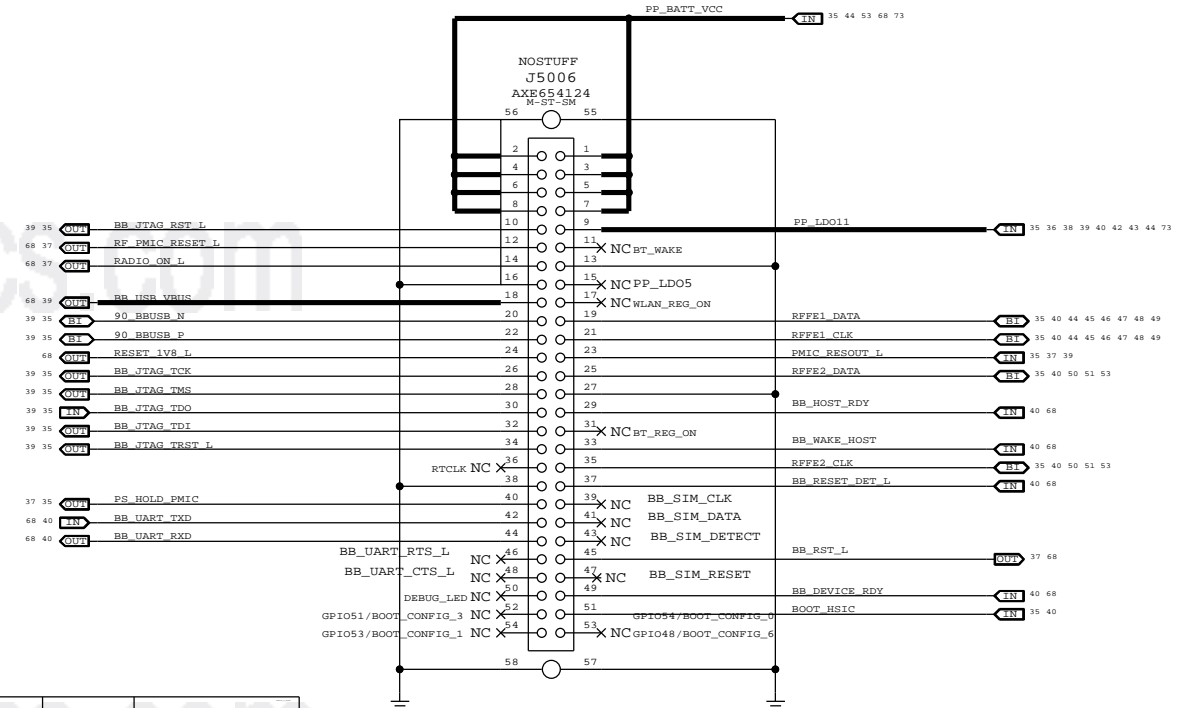 PP_BATT_VCC
IN 35 44 53 68 73
NOSTUFF
J5006
AXE654124
M-ST-SM
56 55
2 1
4 3
6 5
8 7
39 35 OUT BB_JTAG_RST_L 10 9 PP_LDO11 IN 35 36 38 39 40 42 43 44 73
68 37 OUT RF_PMIC_RESET_L 12 11 NC BT_WAKE
68 37 OUT RADIO_ON_L 14 13
16 15 NC PP_LDO5
68 39 OUT BB_USB_VBUS 18 17 NC WLAN_REG_ON
39 35 BI 90_BBUSB_N 20 19 RFFE1_DATA BI 35 40 44 45 46 47 48 49
39 35 BI 90_BBUSB_P 22 21 RFFE1_CLK BI 35 40 44 45 46 47 48 49
68 OUT RESET_1V8_L 24 23 PMIC_RESOUT_L IN 35 37 39
39 35 OUT BB_JTAG_TCK 26 25 RFFE2_DATA BI 35 40 50 51 53
39 35 OUT BB_JTAG_TMS 28 27
39 35 IN BB_JTAG_TDO 30 29 BB_HOST_RDY IN 40 68
39 35 OUT BB_JTAG_TDI 32 31 NC BT_REG_ON
39 35 OUT BB_JTAG_TRST_L 34 33 BB_WAKE_HOST IN 40 68
RTCLK NC 36 35 RFFE2_CLK BI 35 40 50 51 53
38 37 BB_RESET_DET_L IN 40 68
37 35 OUT PS_HOLD_PMIC 40 39 NC BB_SIM_CLK
68 40 IN BB_UART_TXD 42 41 NC BB_SIM_DATA
68 40 OUT BB_UART_RXD 44 43 NC BB_SIM_DETECT
BB_UART_RTS_L NC 46 45 BB_RST_L OUT 37 68
BB_UART_CTS_L NC 48 47 NC BB_SIM_RESET
DEBUG_LED NC 50 49 BB_DEVICE_RDY IN 40 68
GPIO51/BOOT_CONFIG_3 NC 52 51 GPIO54/BOOT_CONFIG_0 BOOT_HSIC IN 35 40
GPIO53/BOOT_CONFIG_1 NC 54 53 NC GPIO48/BOOT_CONFIG_6
58 57
cs.com